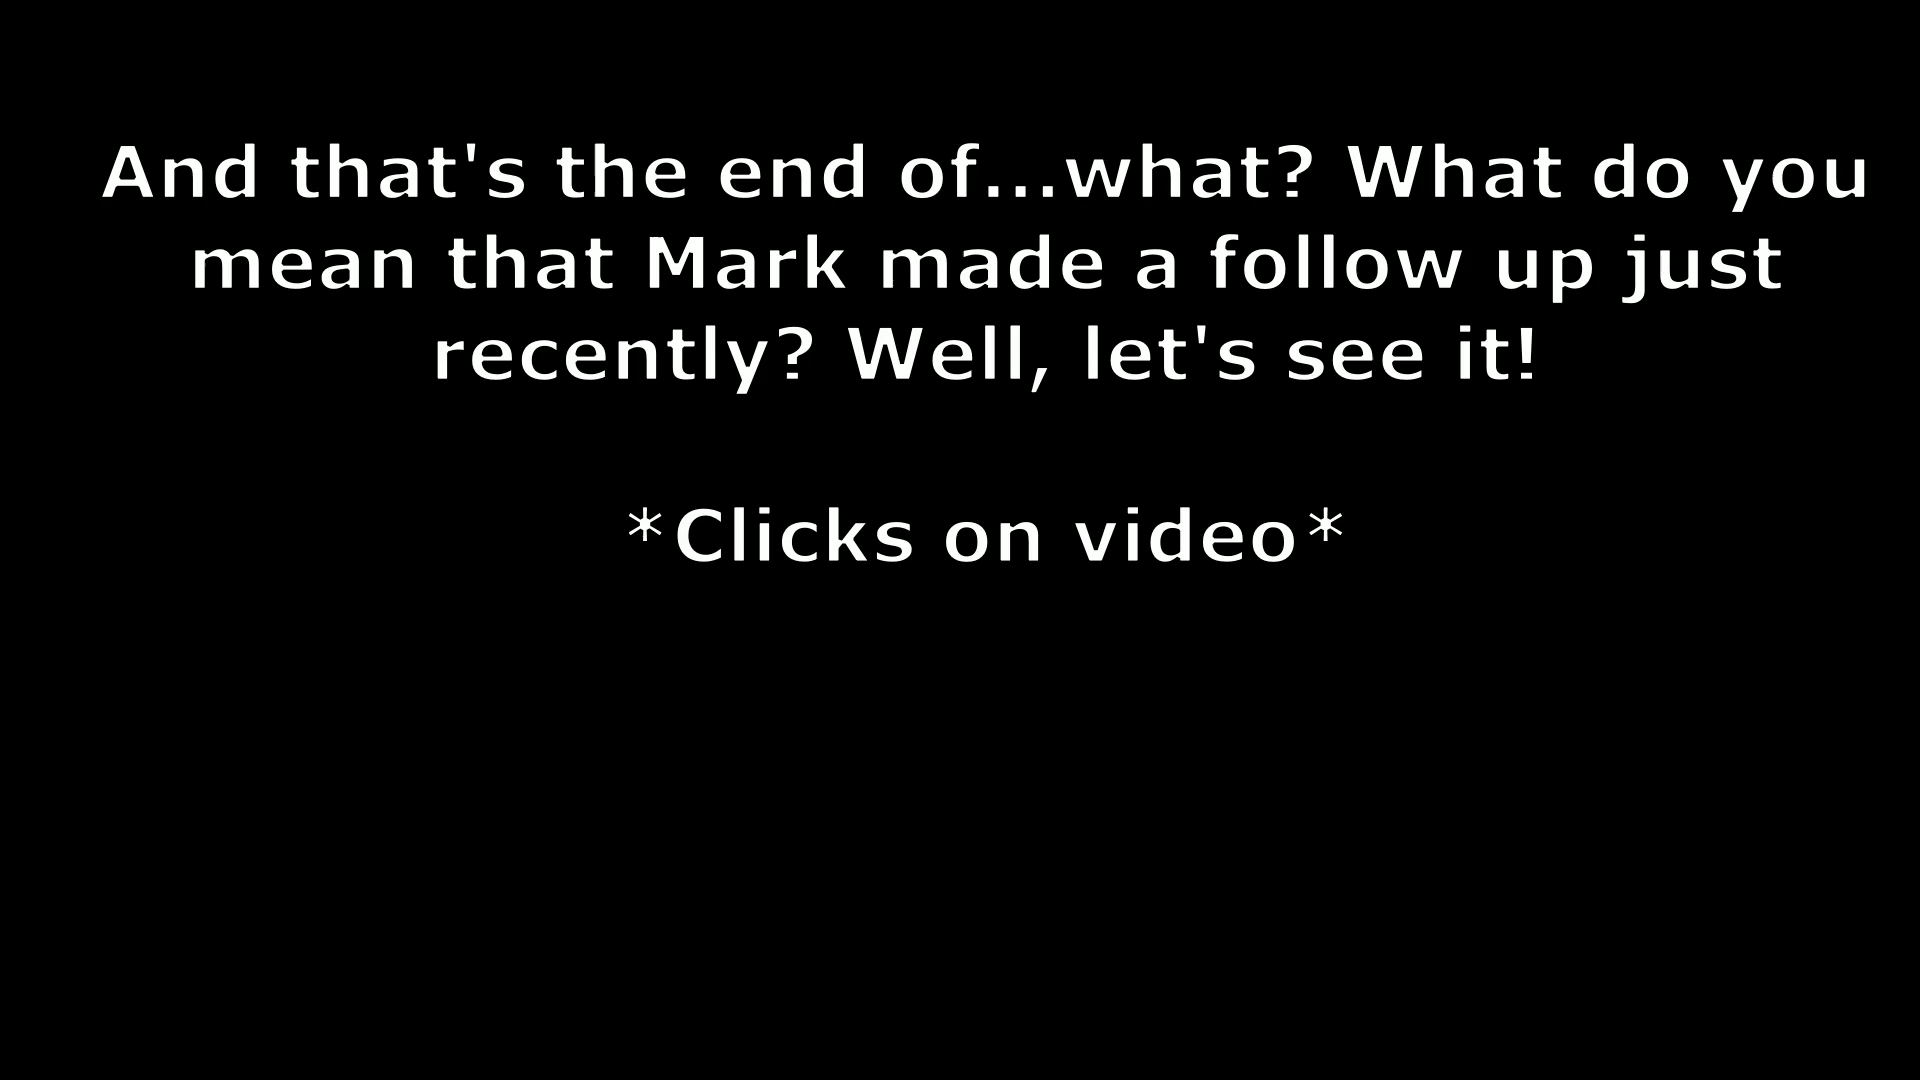 And that's the end of...what? What do you
mean that Mark made a follow up just
recently? Well, let's see it!
*Clicks on video*